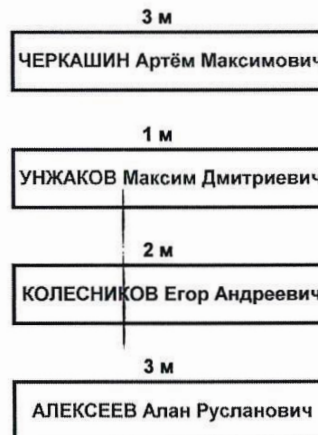 3 м
ЧЕРКАШИН Артём Максимович
1 м
УНЖАКОВ Максим Дмитриевич
2 м
КОЛЕСНИКОВ Егор Андреевич
3 м
АЛЕКСЕЕВ Алан Русланович